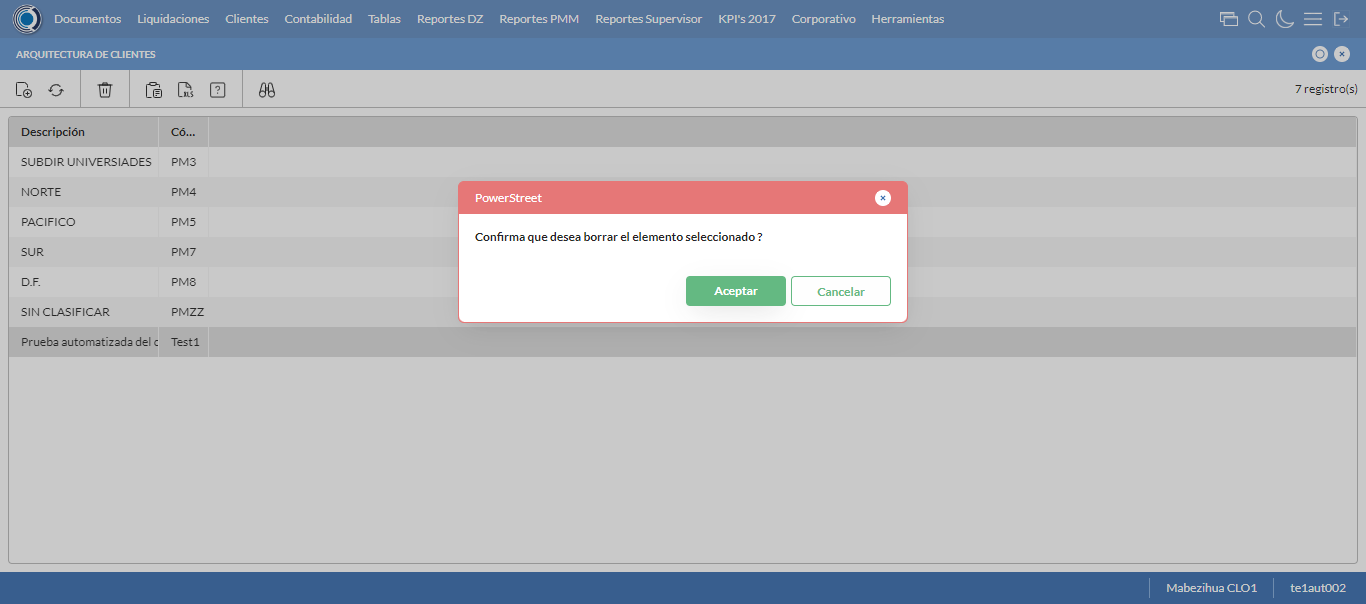 Documentos Liquidaciones Clientes Contabilidad Tablas Reportes DZ Reportes PMM Reportes Supervisor KPI's 2017 Corporativo Herramientas
ARQUITECTURA DE CLIENTES
XLS ? 7 registro(s)
Descripción Có...
SUBDIR UNIVERSIADES PM3
NORTE PM4
PACIFICO PM5
SUR PM7
D.F. PM8
SIN CLASIFICAR PMZZ
Prueba automatizada del c Test1
PowerStreet
Confirma que desea borrar el elemento seleccionado ?
Aceptar Cancelar
Mabezihua CLO1 te1aut002